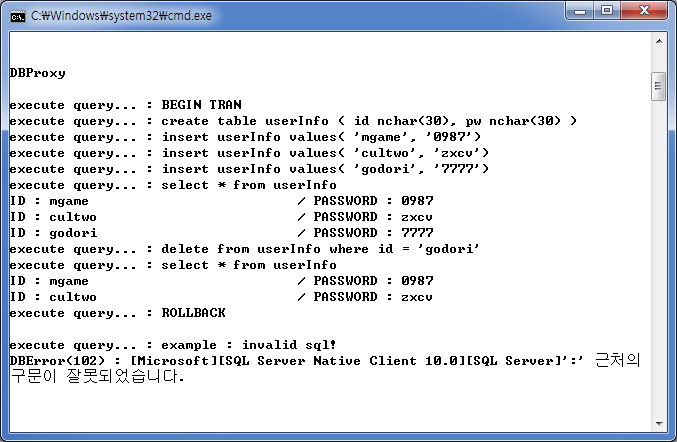 C:₩Windows₩system32₩cmd.exe
DBProxy
execute query... : BEGIN TRAN
execute query... : create table userInfo ( id nchar(30), pw nchar(30) )
execute query... : insert userInfo values( 'mgame', '0987')
execute query... : insert userInfo values( 'cultwo', 'zxcv')
execute query... : insert userInfo values( 'godori', '7777')
execute query... : select * from userInfo
ID : mgame / PASSWORD : 0987
ID : cultwo / PASSWORD : zxcv
ID : godori / PASSWORD : 7777
execute query... : delete from userInfo where id = 'godori'
execute query... : select * from userInfo
ID : mgame / PASSWORD : 0987
ID : cultwo / PASSWORD : zxcv
execute query... : ROLLBACK
execute query... : example : invalid sql!
DBError(102) : [Microsoft][SQL Server Native Client 10.0][SQL Server]':' 근처의
구문이 잘못되었습니다.